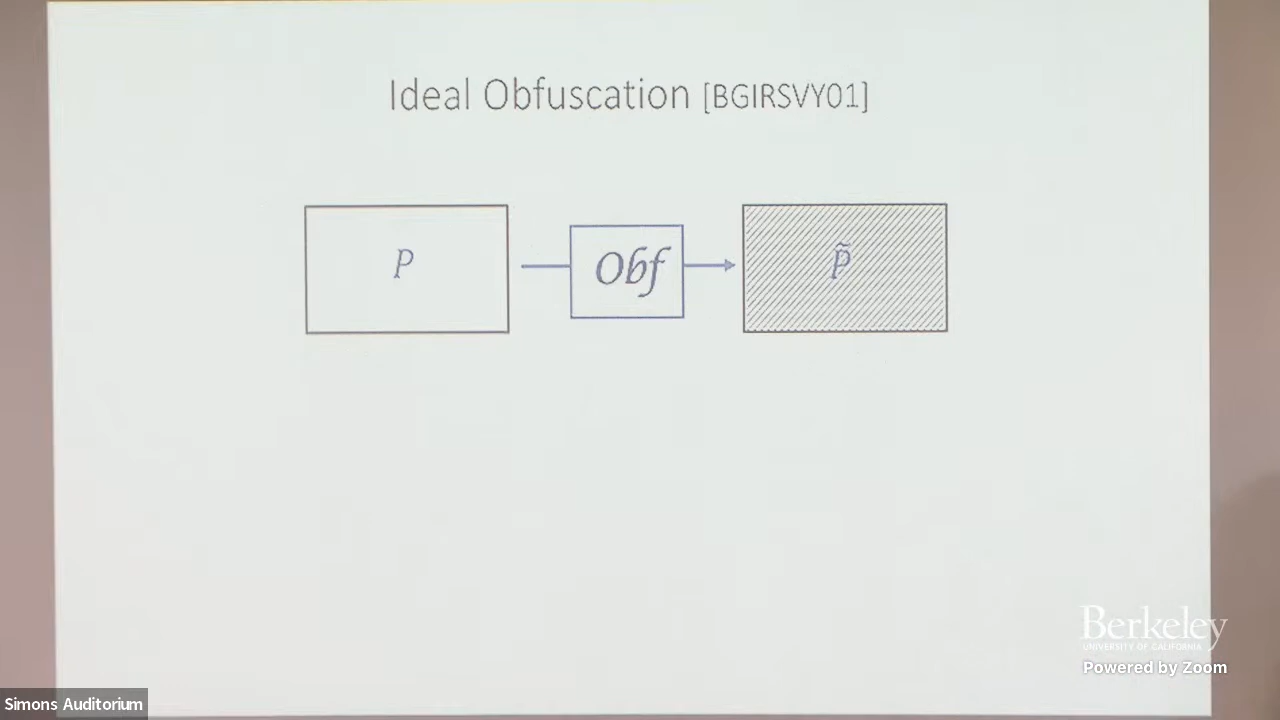 Ideal Obfuscation [BGIRSVY01]
P
Obf
P̃
Berkeley
UNIVERSITY OF CALIFORNIA
Powered by Zoom
Simons Auditorium